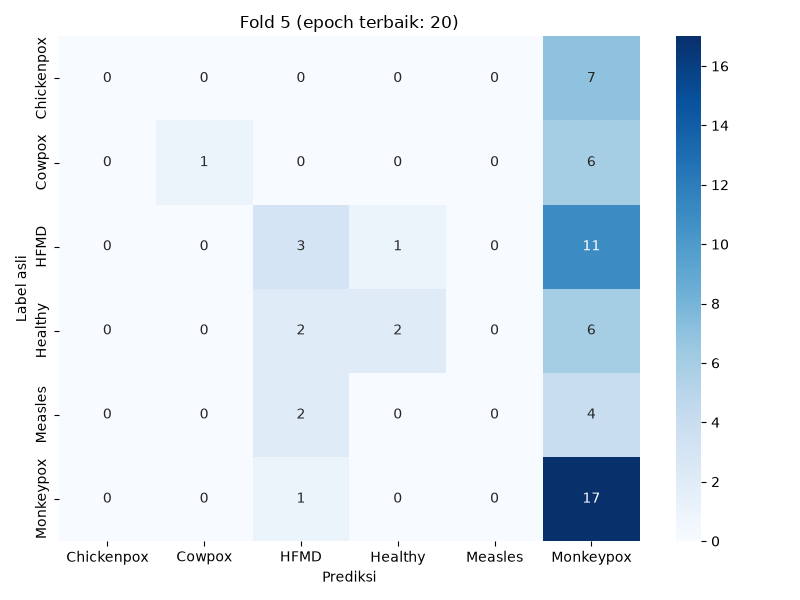 Fold 5 (epoch terbaik: 20)
Label asli
Chickenpox 0 0 0 0 0 7
Cowpox 0 1 0 0 0 6
HFMD 0 0 3 1 0 11
Healthy 0 0 2 2 0 6
Measles 0 0 2 0 0 4
Monkeypox 0 0 1 0 0 17
Chickenpox Cowpox HFMD Healthy Measles Monkeypox
Prediksi
16
14
12
10
8
6
4
2
0